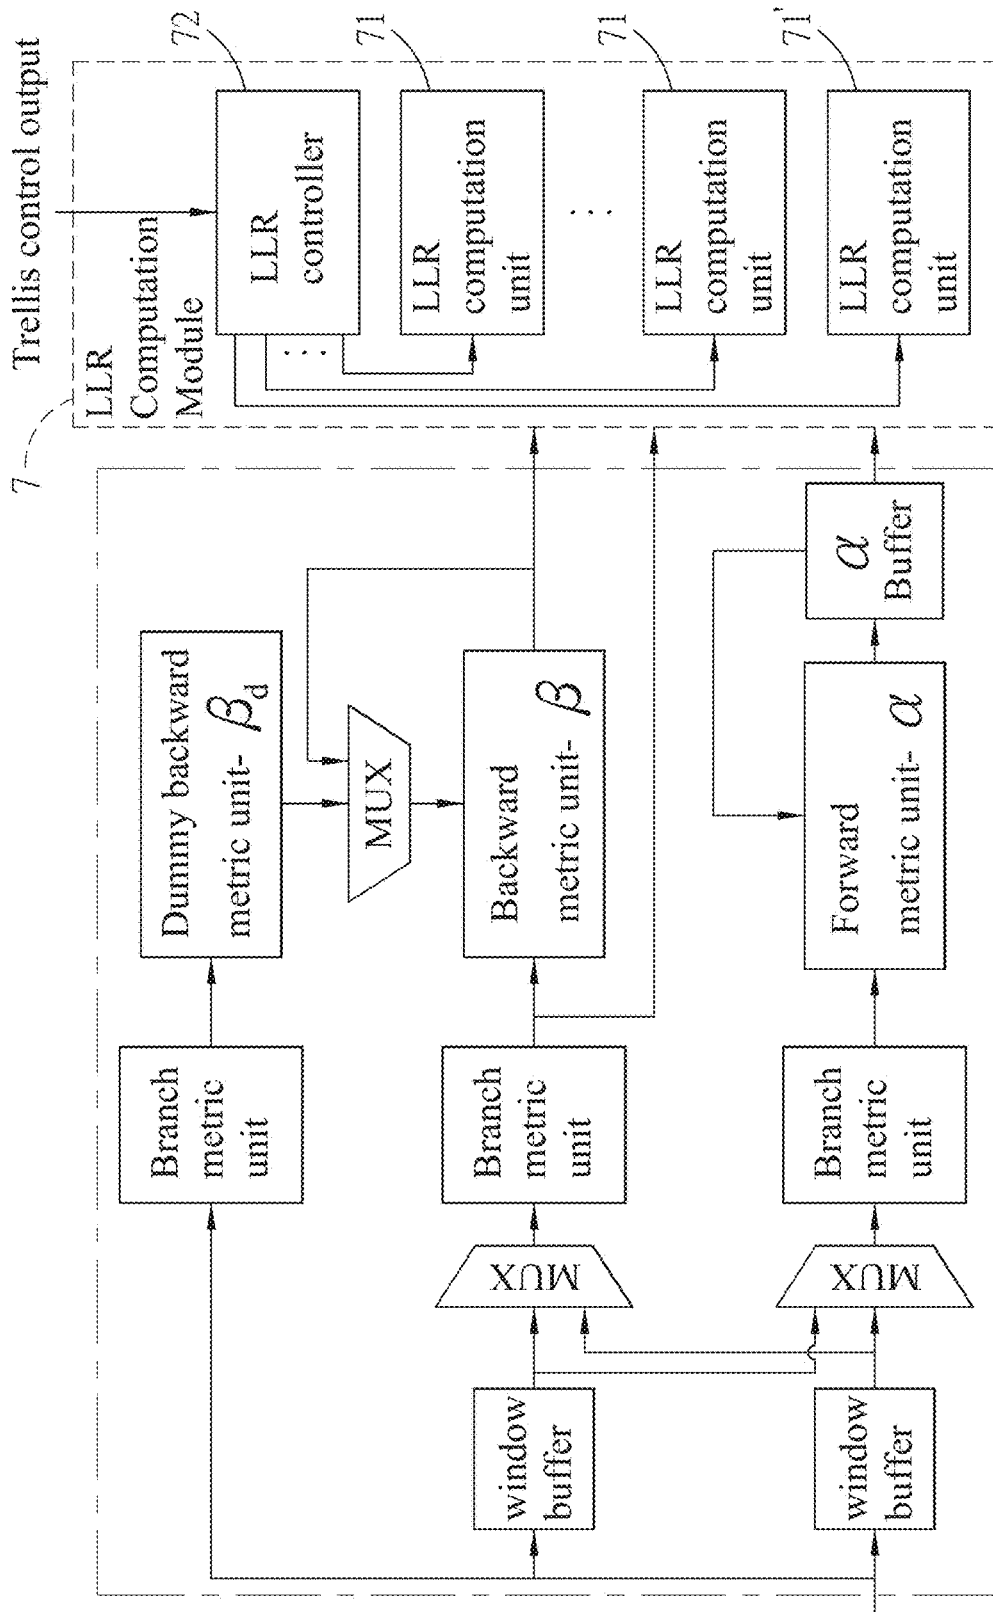 Trellis control output
7
LLR
Computation
Module
72
LLR
controller
...
71
LLR
computation
unit
...
71
LLR
computation
unit
71'
LLR
computation
unit
Dummy backward
metric unit- βd
MUX
Backward
metric unit- β
α
Buffer
Forward
metric unit- α
Branch
metric
unit
Branch
metric
unit
Branch
metric
unit
MUX
MUX
window
buffer
window
buffer